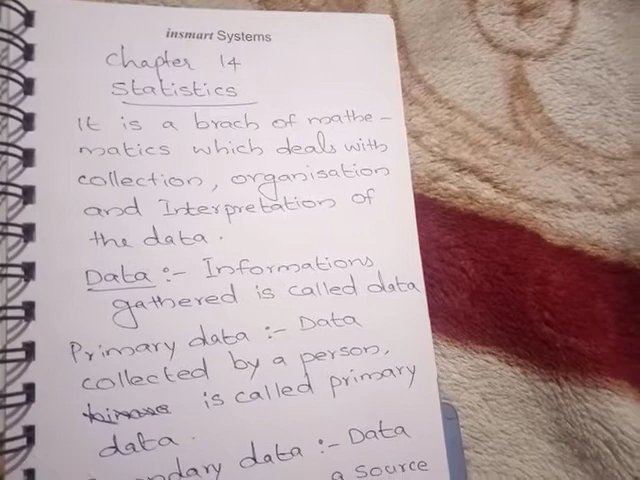 insmart Systems
Chapter 14
Statistics
It is a brach of mathe-
matics which deals with
collection, organisation
and Interpretation of
the data.
Data :- Informations
gathered is called data
Primary data :- Data
collected by a person,
is called primary
data.
ndary data :- Data
a source